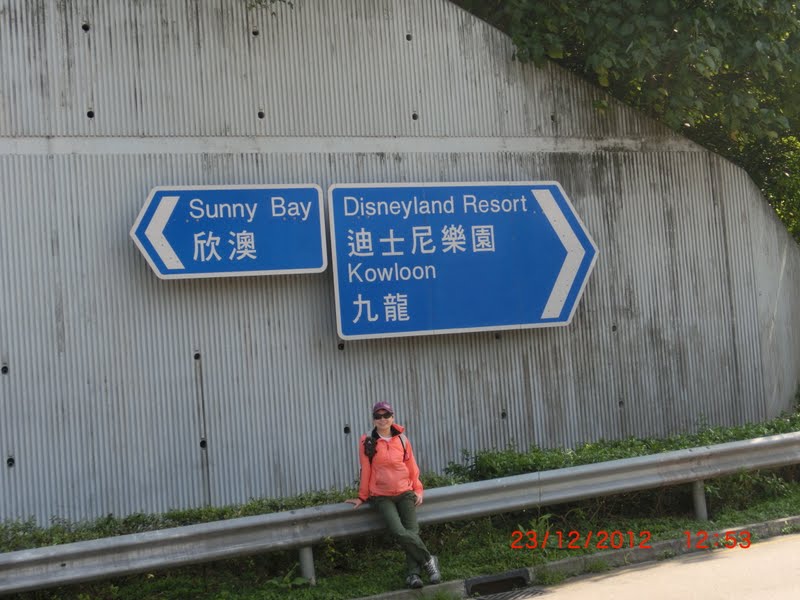 Sunny Bay
欣澳
Disneyland Resort
迪士尼樂園
Kowloon
九龍
23/12/2012 12:53